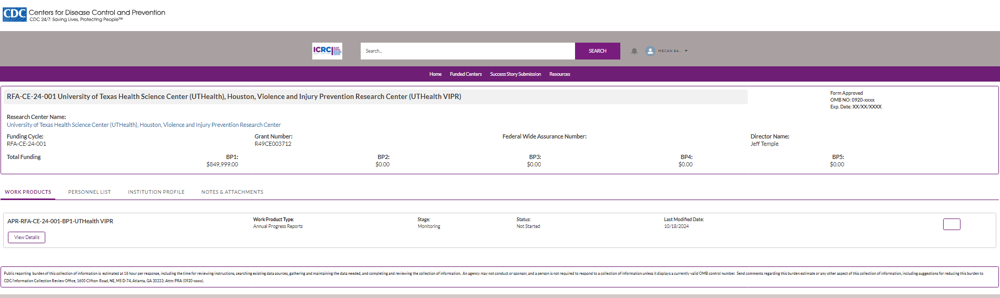 CDC Centers for Disease Control and Prevention
CDC 24/7: Saving Lives, Protecting People™
ICRC
Search...
SEARCH
MEGAN BA...
Home Funded Centers Success Story Submission Resources
RFA-CE-24-001 University of Texas Health Science Center (UTHealth), Houston, Violence and Injury Prevention Research Center (UTHealth VIPR)
Form Approved
OMB NO: 0920-xxxx
Exp. Date: XX/XX/XXXX
Research Center Name:
University of Texas Health Science Center (UTHealth), Houston, Violence and Injury Prevention Research Center
Funding Cycle: Grant Number: Federal Wide Assurance Number: Director Name:
RFA-CE-24-001 R49CE003712 Jeff Temple
Total Funding BP1: BP2: BP3: BP4: BP5:
$849,999.00 $0.00 $0.00 $0.00 $0.00
WORK PRODUCTS PERSONNEL LIST INSTITUTION PROFILE NOTES & ATTACHMENTS
APR-RFA-CE-24-001-BP1-UTHealth VIPR Work Product Type: Stage: Status: Last Modified Date:
Annual Progress Reports Monitoring Not Started 10/18/2024
View Details
Public reporting burden of this collection of information is estimated at 16 hour per response, including the time for reviewing instructions, searching existing data sources, gathering and maintaining the data needed, and completing and reviewing the collection of information. An agency may not conduct or sponsor, and a person is not required to respond to a collection of information unless it displays a currently valid OMB control number. Send comments regarding this burden estimate or any other aspect of this collection of information, including suggestions for reducing this burden to
CDC/Information Collection Review Office, 1600 Clifton Road, NE, MS D-74, Atlanta, GA 30333; Attn: PRA (0920-xxxx).